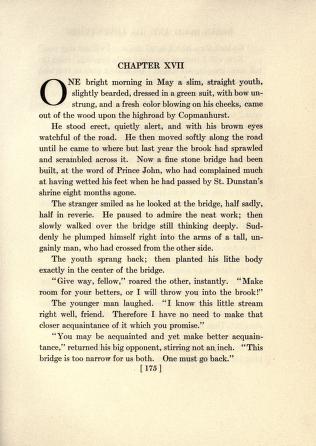 CHAPTER XVII
ONE bright morning in May a slim, straight youth,
slightly bearded, dressed in a green suit, with bow un-
strung, and a fresh color blowing on his cheeks, came
out of the wood upon the highroad by Copmanhurst.
He stood erect, quietly alert, and with his brown eyes
watchful of the road. He then moved softly along the road
until he came to where but last year the brook had sprawled
and scrambled across it. Now a fine stone bridge had been
built, at the word of Prince John, who had complained much
at having wetted his feet when he had passed by St. Dunstan's
shrine eight months agone.
The stranger smiled as he looked at the bridge, half sadly,
half in reverie. He paused to admire the neat work; then
slowly walked over the bridge still thinking deeply. Sud-
denly he plumped himself right into the arms of a tall, un-
gainly man, who had crossed from the other side.
The youth sprang back; then planted his lithe body
exactly in the center of the bridge.
"Give way, fellow," roared the other, instantly. "Make
room for your betters, or I will throw you into the brook!"
The younger man laughed. "I know this little stream
right well, friend. Therefore I have no need to make that
closer acquaintance of it which you promise."
"You may be acquainted and yet make better acquain-
tance," returned his big opponent, stirring not an inch. "This
bridge is too narrow for us both. One must go back."
[ 175 ]